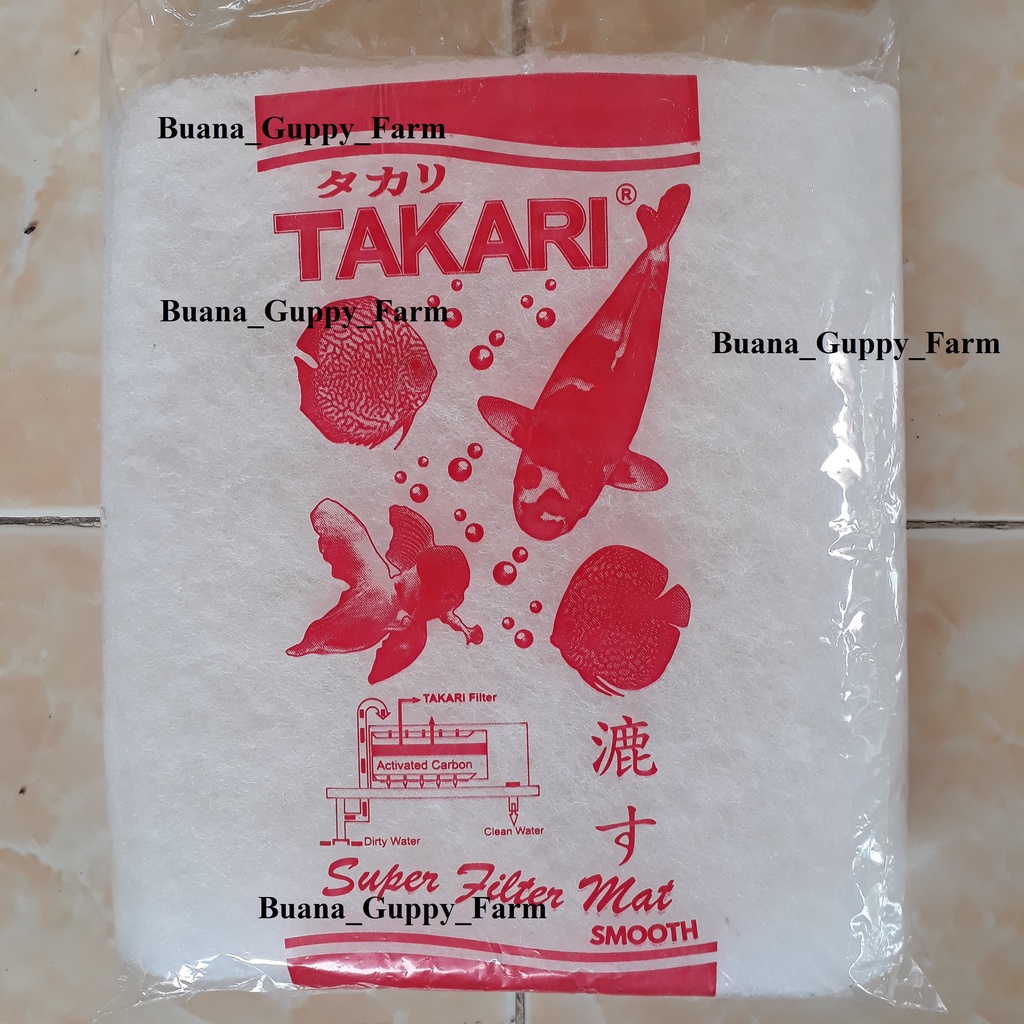 Buana_Guppy_Farm
タカリ
TAKARI®
Buana_Guppy_Farm
Buana_Guppy_Farm
TAKARI Filter
Activated Carbon
Dirty Water
Clean Water
漉
す
Super Filter Mat
Buana_Guppy_Farm
SMOOTH